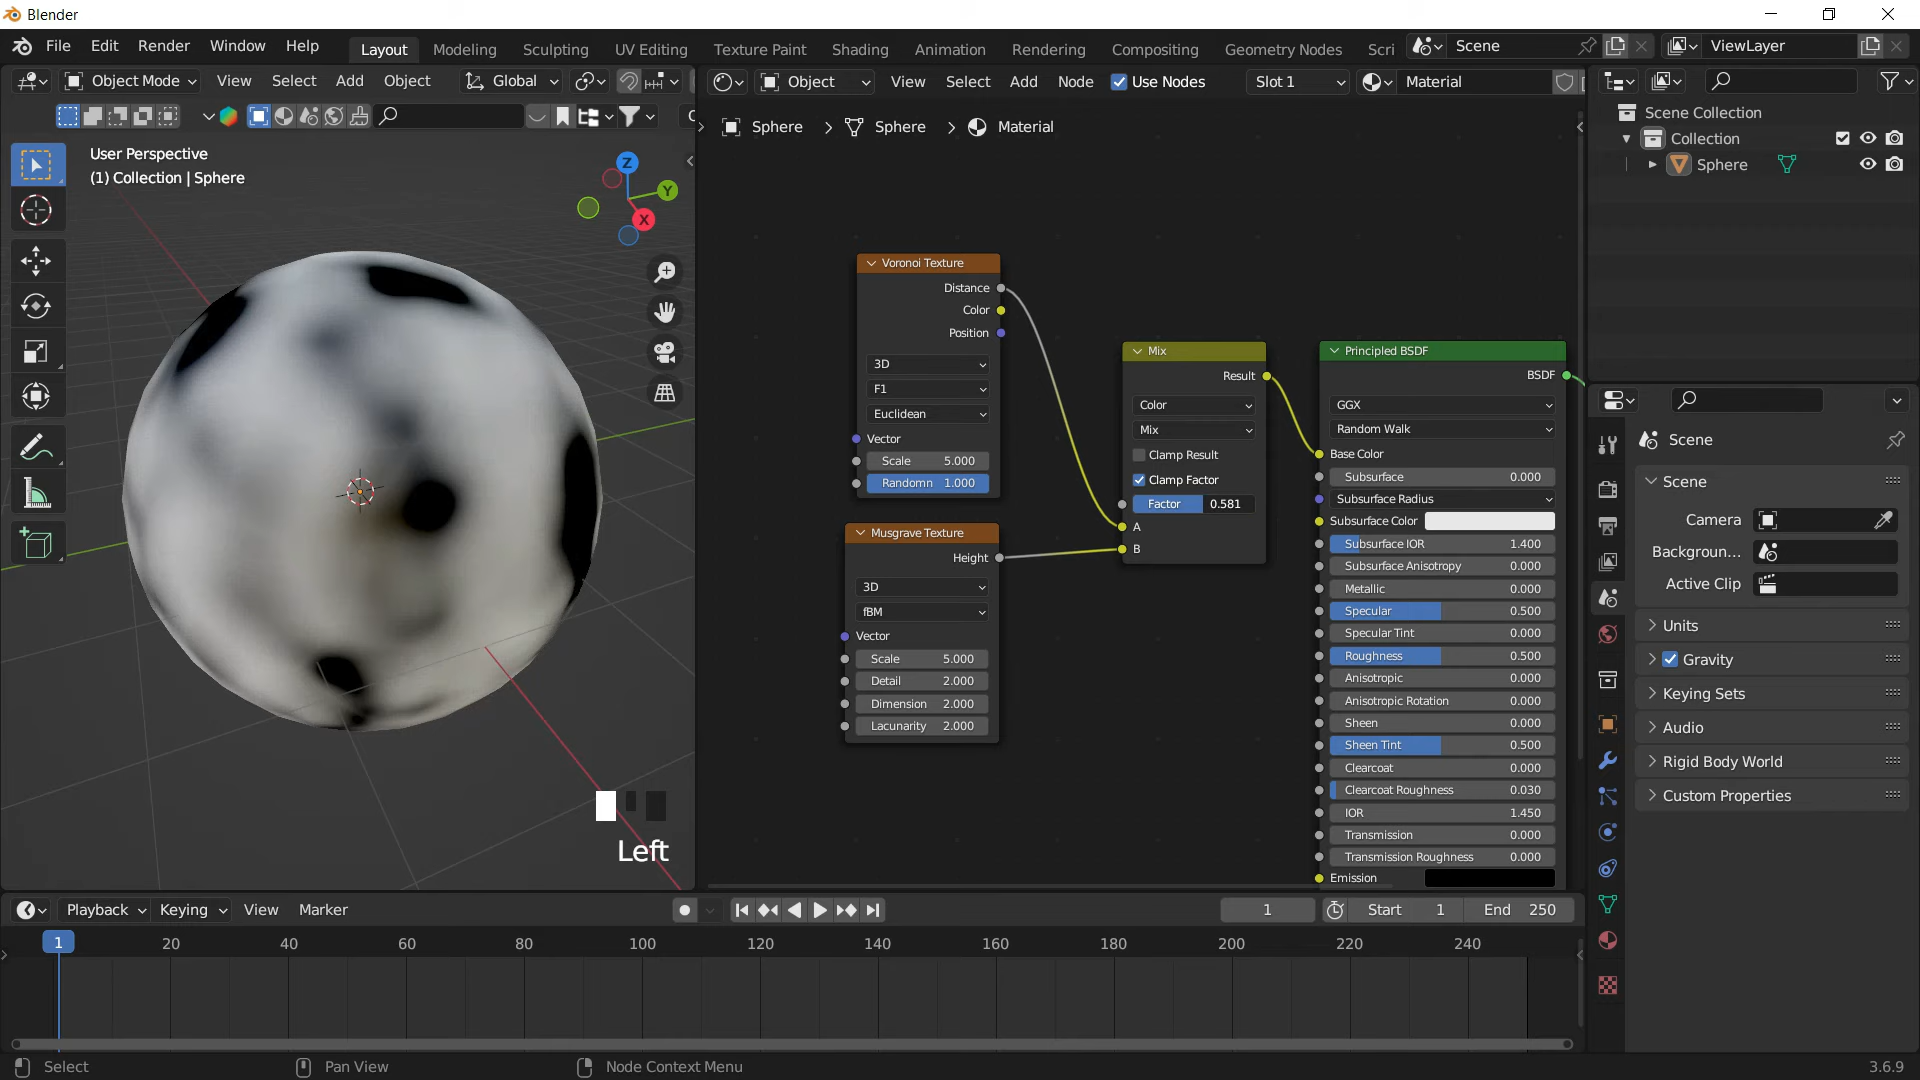 Blender
File Edit Render Window Help Layout Modeling Sculpting UV Editing Texture Paint Shading Animation Rendering Compositing Geometry Nodes Scri Scene ViewLayer
Object Mode View Select Add Object Global
Object View Select Add Node Use Nodes Slot 1 Material
User Perspective
(1) Collection | Sphere
Z
Y
X
Left
Sphere > Sphere > Material
Voronoi Texture
Distance
Color
Position
3D
F1
Euclidean
Vector
Scale 5.000
Randomn 1.000
Musgrave Texture
Height
3D
fBM
Vector
Scale 5.000
Detail 2.000
Dimension 2.000
Lacunarity 2.000
Mix
Result
Color
Mix
Clamp Result
Clamp Factor
Factor 0.581
A
B
Principled BSDF
BSDF
GGX
Random Walk
Base Color
Subsurface 0.000
Subsurface Radius
Subsurface Color
Subsurface IOR 1.400
Subsurface Anisotropy 0.000
Metallic 0.000
Specular 0.500
Specular Tint 0.000
Roughness 0.500
Anisotropic 0.000
Anisotropic Rotation 0.000
Sheen 0.000
Sheen Tint 0.500
Clearcoat 0.000
Clearcoat Roughness 0.030
IOR 1.450
Transmission 0.000
Transmission Roughness 0.000
Emission
Scene Collection
Collection
Sphere
Scene
Scene
Camera
Backgroun...
Active Clip
Units
Gravity
Keying Sets
Audio
Rigid Body World
Custom Properties
Playback Keying View Marker 1 Start 1 End 250
1 20 40 60 80 100 120 140 160 180 200 220 240
Select Pan View Node Context Menu 3.6.9